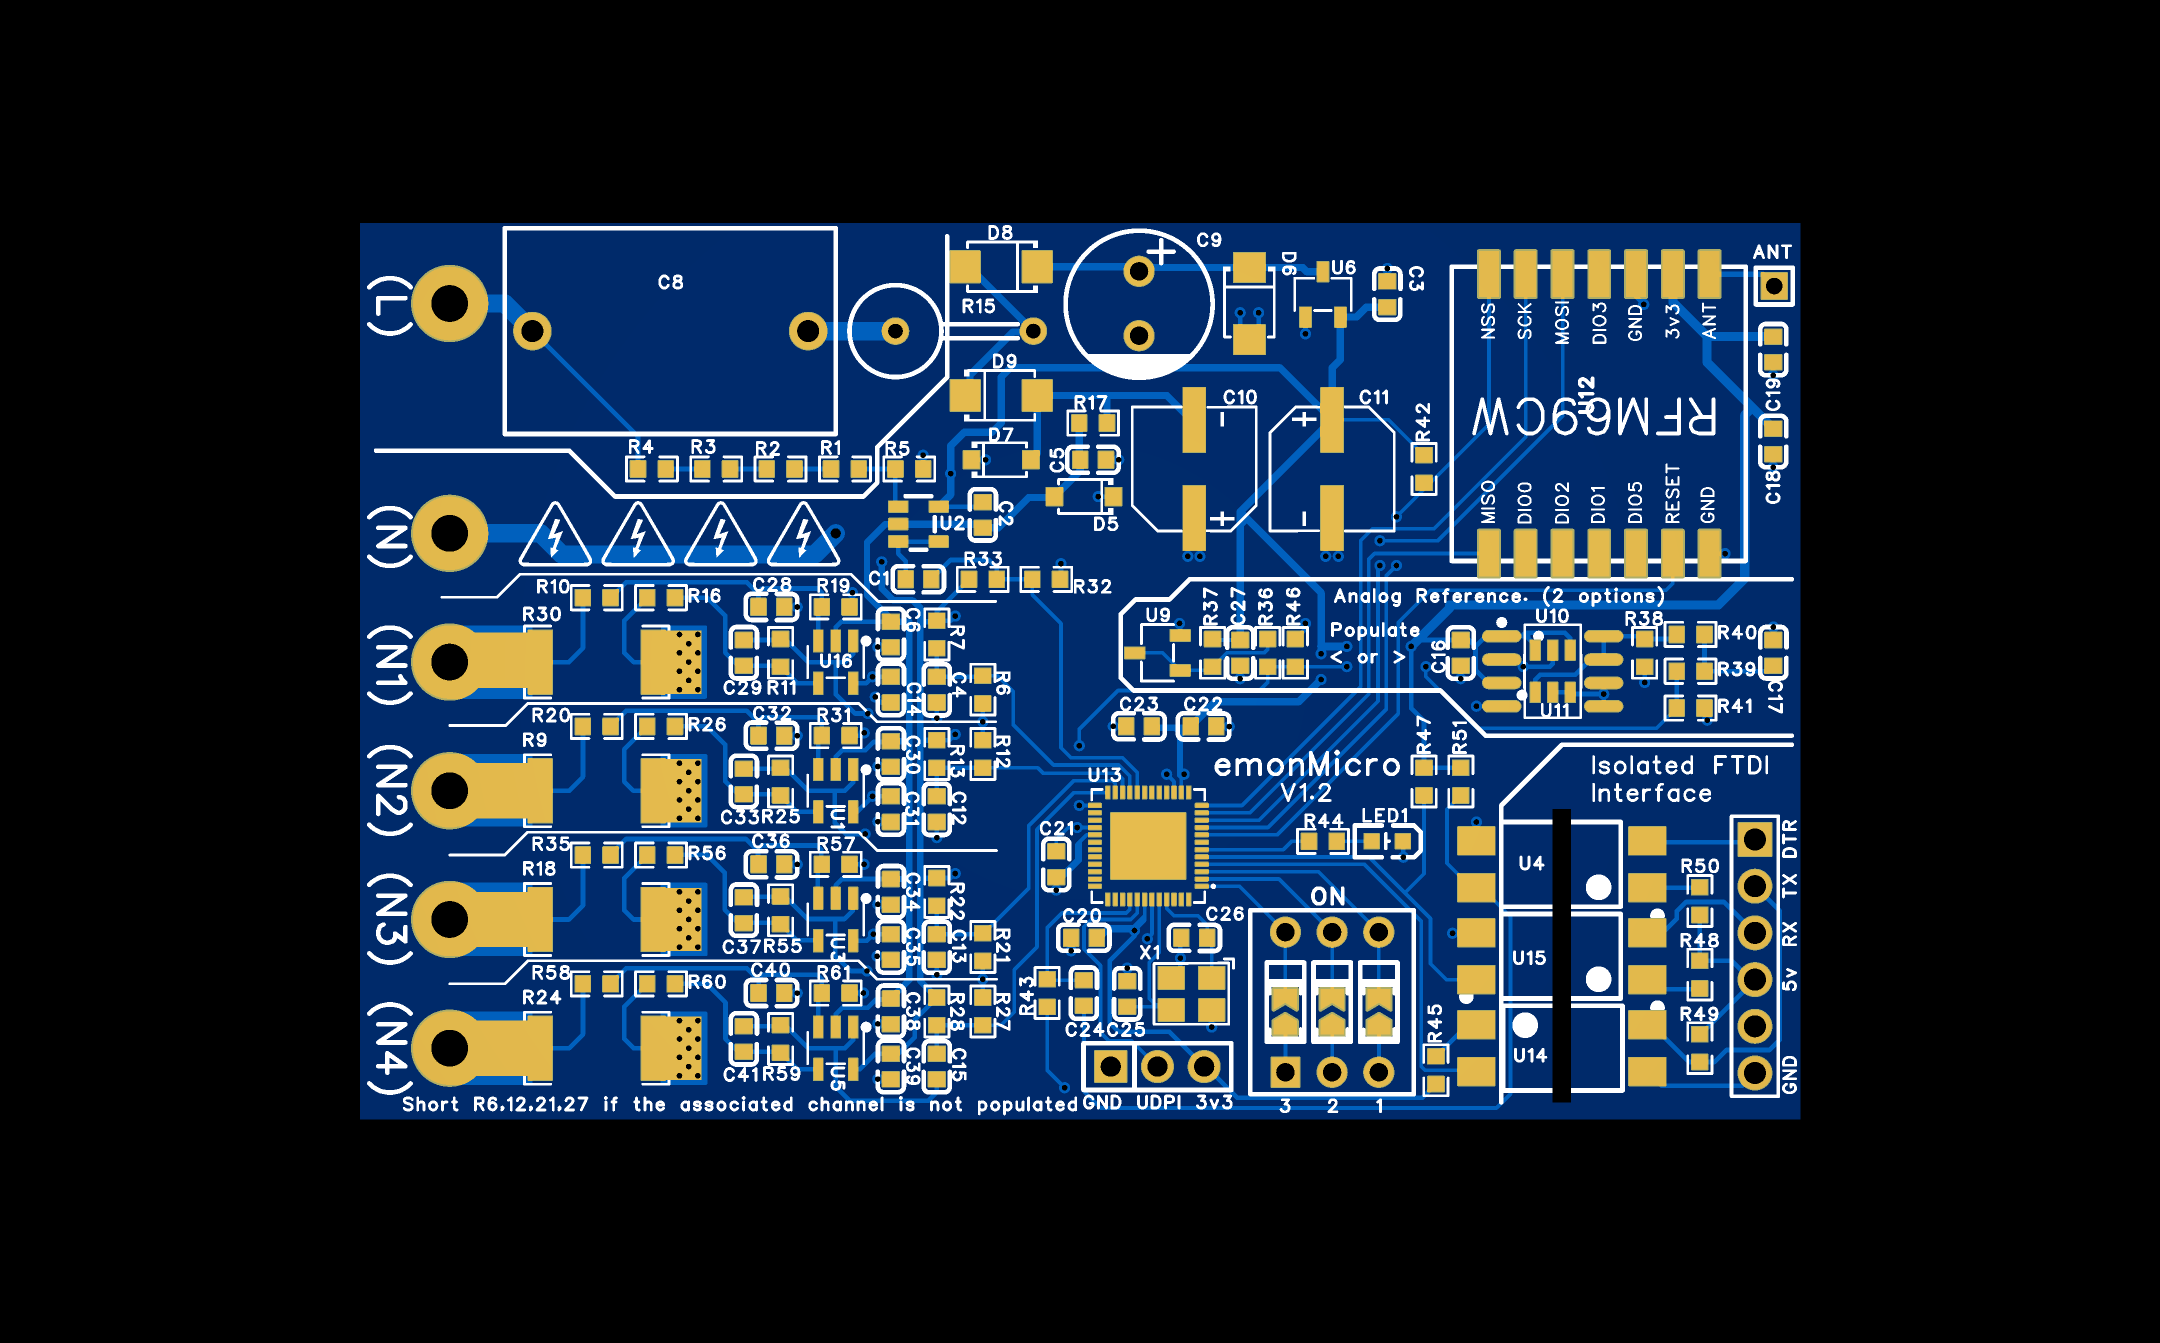 D8
C9
D6
U6
C3
ANT
(L)
C8
R15
NSS
SCK
MOSI
DIO3
GND
3v3
ANT
D9
R17
C10
C11
R42
U12
RFM69CW
C19
R4
R3
R2
R1
R5
D7
C5
MISO
DIO0
DIO2
DIO1
DIO5
RESET
GND
C18
(N)
U2
C2
D5
C1
R33
R32
R10
R16
C28
R19
R30
C6
R7
Analog Reference. (2 options)
U9
R37
C27
R36
R46
Populate
< or >
C16
U10
R38
R40
R39
R41
U11
C17
(N1)
C29
R11
U16
C14
C4
R6
R20
R26
C32
R31
R9
C23
C22
R47
R51
(N2)
C30
R13
R12
C33
R25
C31
C12
emonMicro
V1.2
U13
Isolated FTDI
Interface
R35
R56
C36
R57
R18
C21
R44
LED1
U4
R50
DTR
TX
(N3)
C34
R22
C37
R55
U3
C35
C13
R21
C20
C26
X1
ON
U15
R48
RX
5v
R58
R60
C40
R61
R24
R43
C24
C25
(N4)
C38
R28
R27
C41
R59
U5
C39
C15
R45
U14
R49
GND
Short R6,12,21,27 if the associated channel is not populated
GND UDPI 3v3
3 2 1